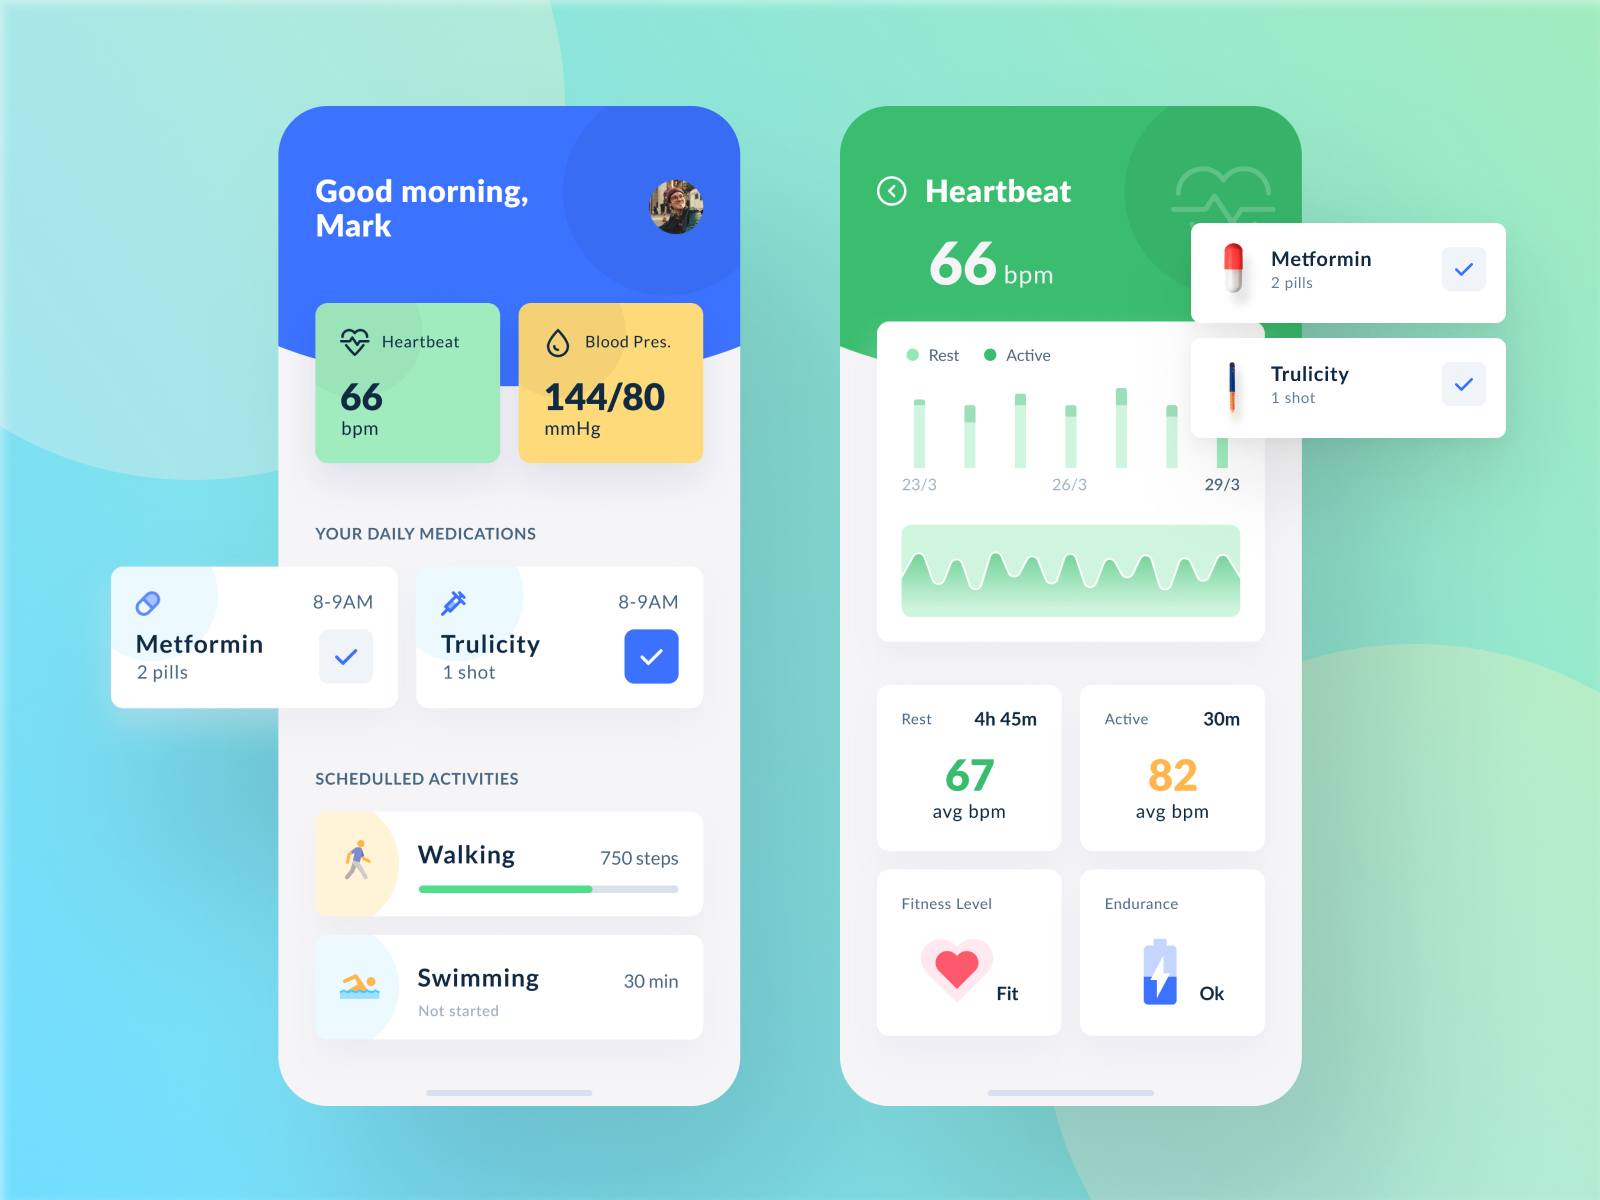 Good morning,
Mark
Heartbeat
66
bpm
Blood Pres.
144/80
mmHg
YOUR DAILY MEDICATIONS
8-9AM
Metformin
2 pills
8-9AM
Trulicity
1 shot
SCHEDULLED ACTIVITIES
Walking
750 steps
Swimming
30 min
Not started
Heartbeat
66 bpm
Metformin
2 pills
Trulicity
1 shot
Rest
Active
23/3
26/3
29/3
Rest
4h 45m
67
avg bpm
Active
30m
82
avg bpm
Fitness Level
Fit
Endurance
Ok